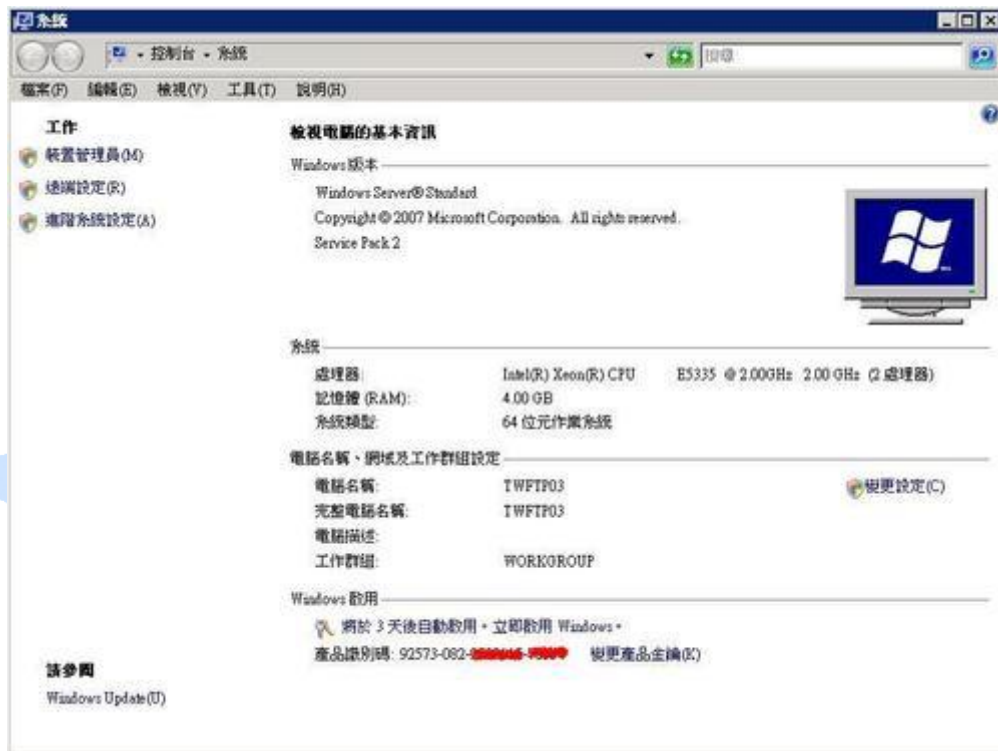 系統
控制台 ▸ 系統
搜尋
檔案(F) 編輯(E) 檢視(V) 工具(T) 說明(H)
工作
裝置管理員(M)
遠端設定(R)
進階系統設定(A)
請參閱
Windows Update(U)
檢視電腦的基本資訊
Windows 版本
Windows Server® Standard
Copyright © 2007 Microsoft Corporation. All rights reserved.
Service Pack 2
系統
處理器: Intel(R) Xeon(R) CPU E5335 @ 2.00GHz 2.00 GHz (2 處理器)
記憶體 (RAM): 4.00 GB
系統類型: 64 位元作業系統
電腦名稱、網域及工作群組設定
電腦名稱: TWFTP03
變更設定(C)
完整電腦名稱: TWFTP03
電腦描述:
工作群組: WORKGROUP
Windows 啟用
將於 3 天後自動啟用。立即啟用 Windows。
產品識別碼: 92573-082- 變更產品金鑰(K)